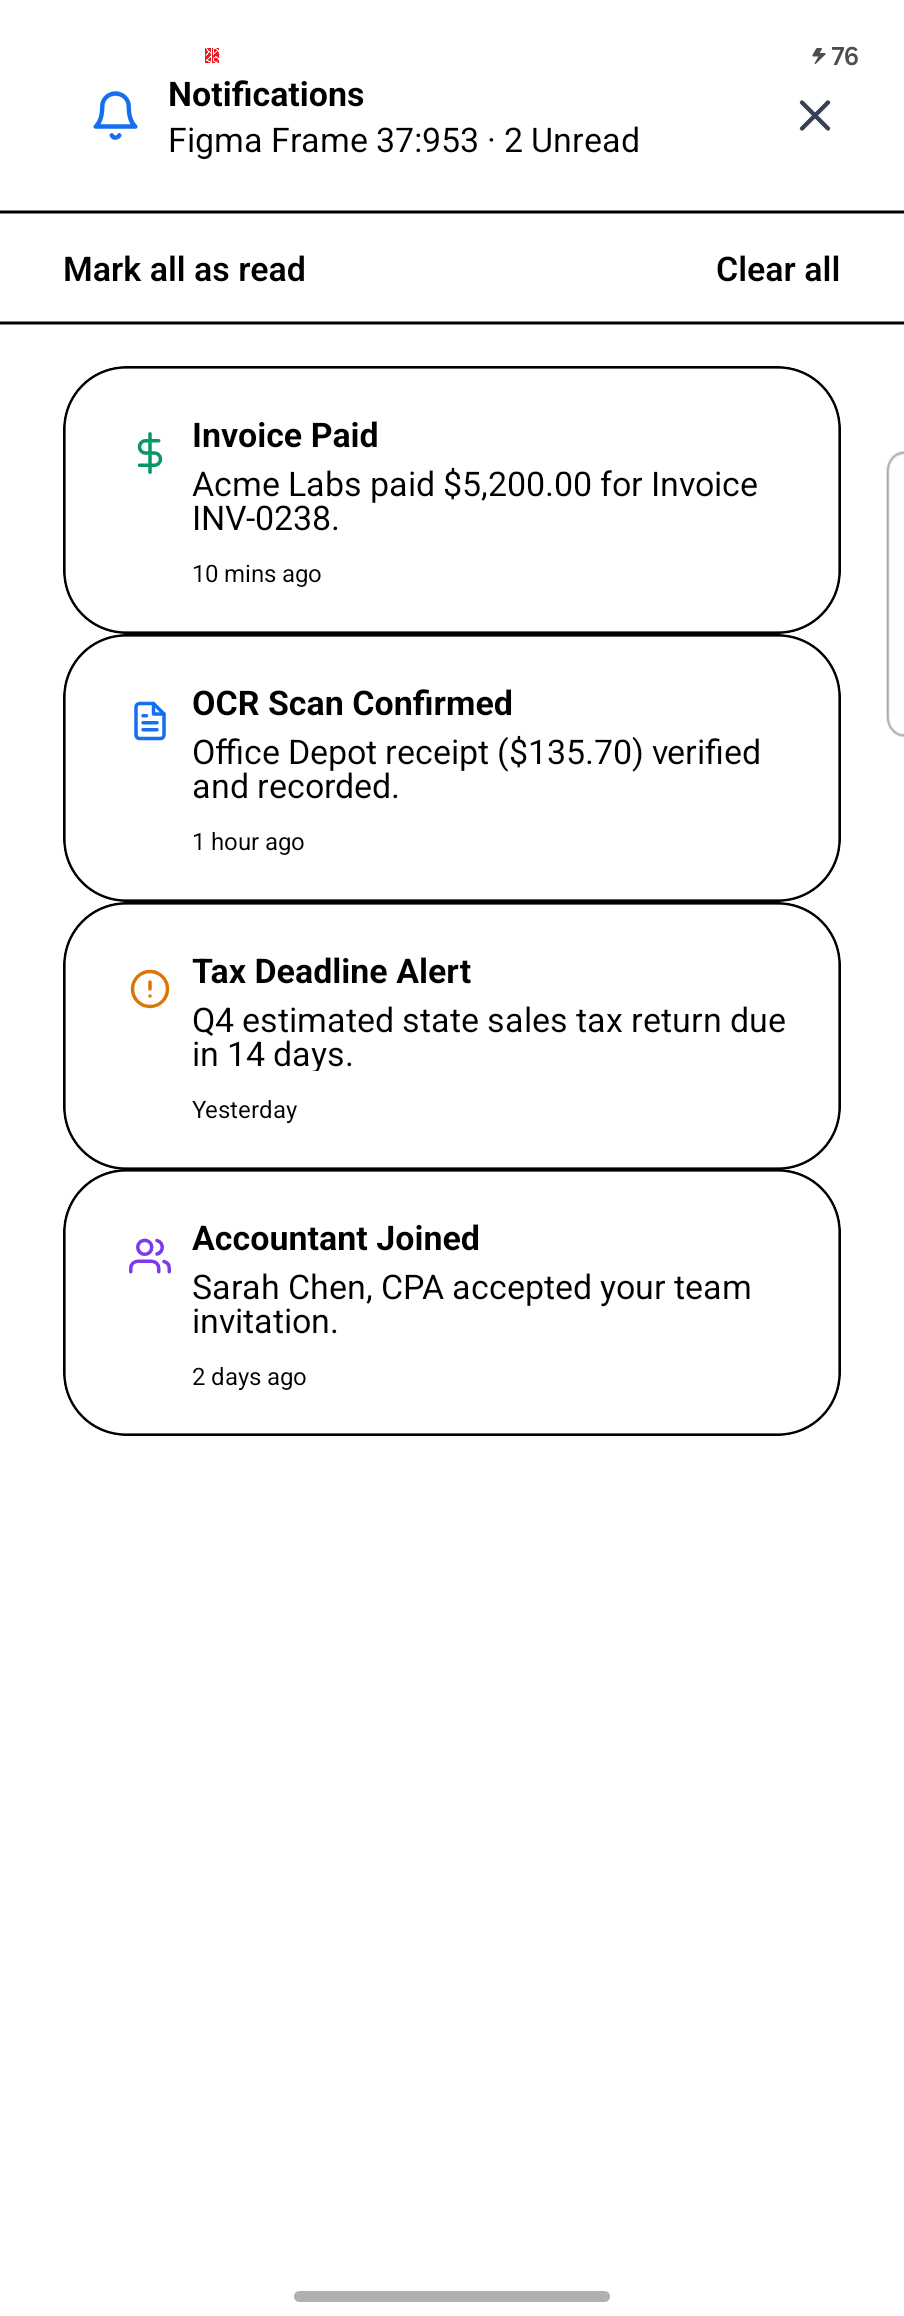 76
Notifications
Figma Frame 37:953 · 2 Unread
Mark all as read
Clear all
Invoice Paid
Acme Labs paid $5,200.00 for Invoice
INV-0238.
10 mins ago
OCR Scan Confirmed
Office Depot receipt ($135.70) verified
and recorded.
1 hour ago
Tax Deadline Alert
Q4 estimated state sales tax return due
in 14 days.
Yesterday
Accountant Joined
Sarah Chen, CPA accepted your team
invitation.
2 days ago